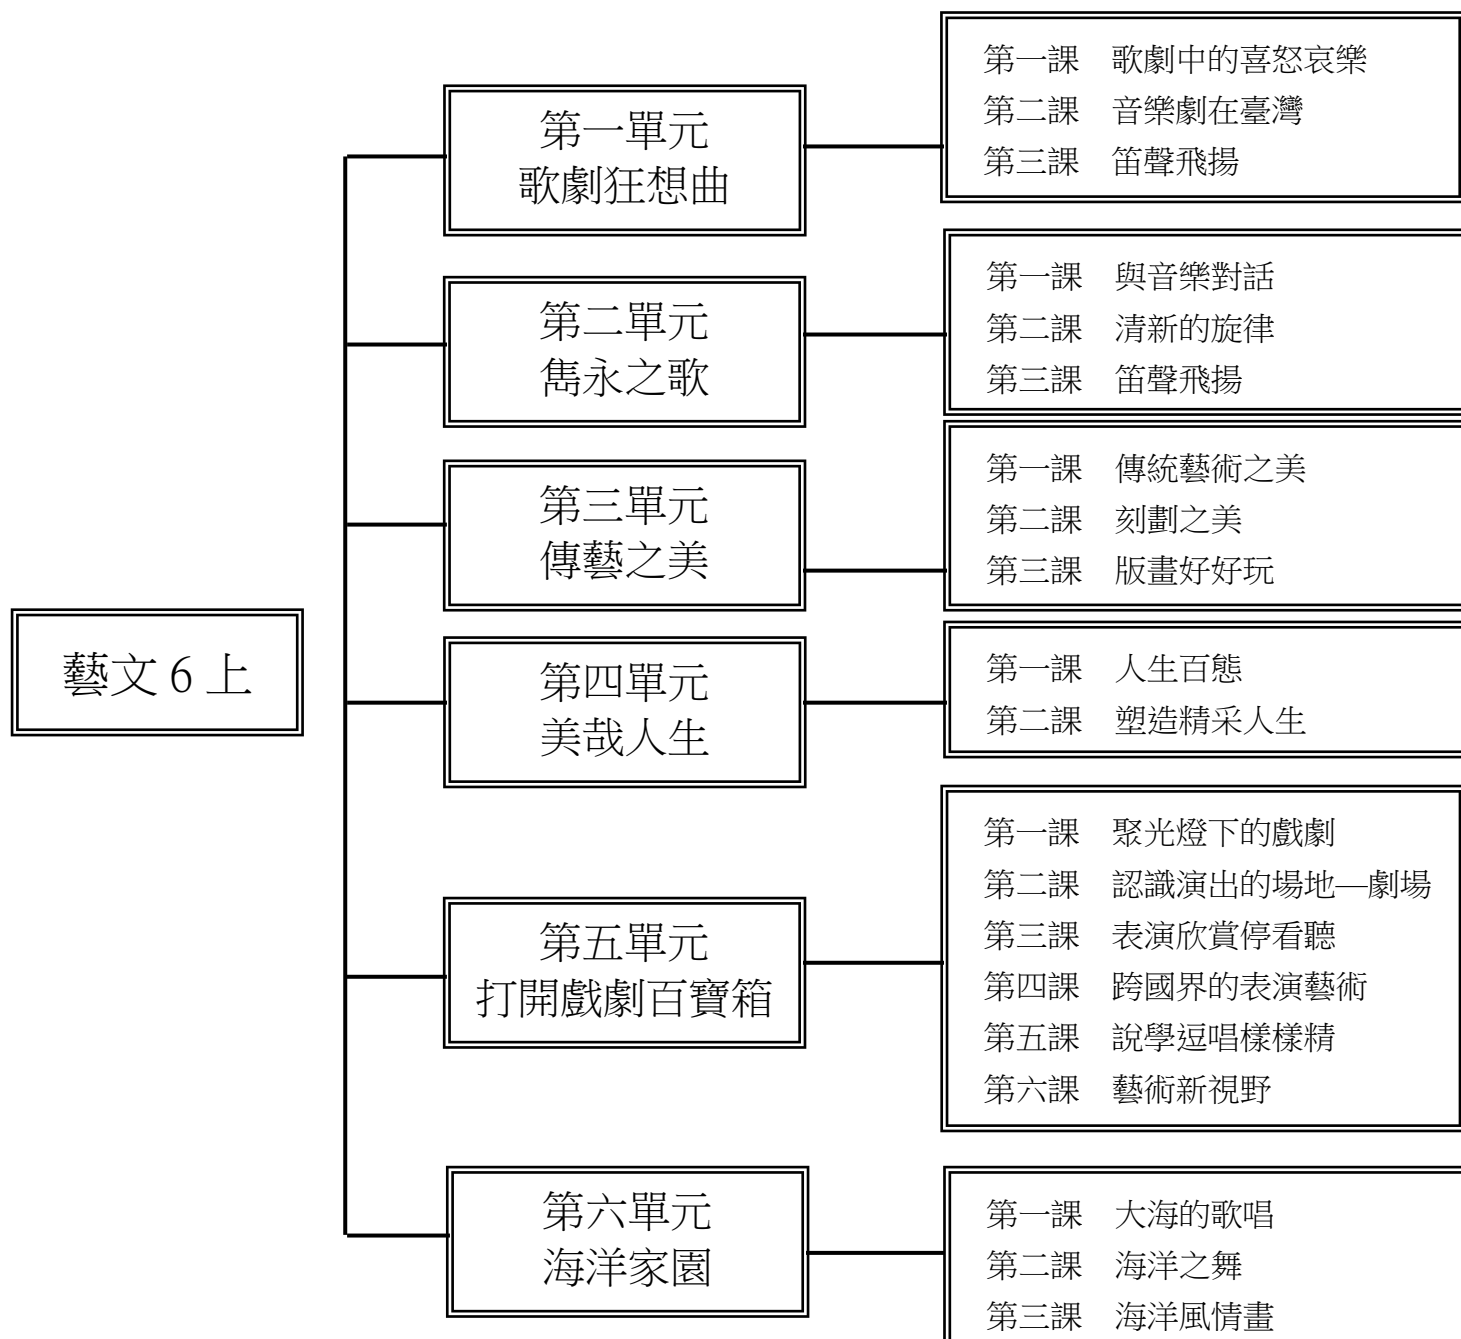 藝文 6 上
第一單元
歌劇狂想曲
第一課　歌劇中的喜怒哀樂
第二課　音樂劇在臺灣
第三課　笛聲飛揚
第二單元
雋永之歌
第一課　與音樂對話
第二課　清新的旋律
第三課　笛聲飛揚
第三單元
傳藝之美
第一課　傳統藝術之美
第二課　刻劃之美
第三課　版畫好好玩
第四單元
美哉人生
第一課　人生百態
第二課　塑造精采人生
第五單元
打開戲劇百寶箱
第一課　聚光燈下的戲劇
第二課　認識演出的場地—劇場
第三課　表演欣賞停看聽
第四課　跨國界的表演藝術
第五課　說學逗唱樣樣精
第六課　藝術新視野
第六單元
海洋家園
第一課　大海的歌唱
第二課　海洋之舞
第三課　海洋風情畫